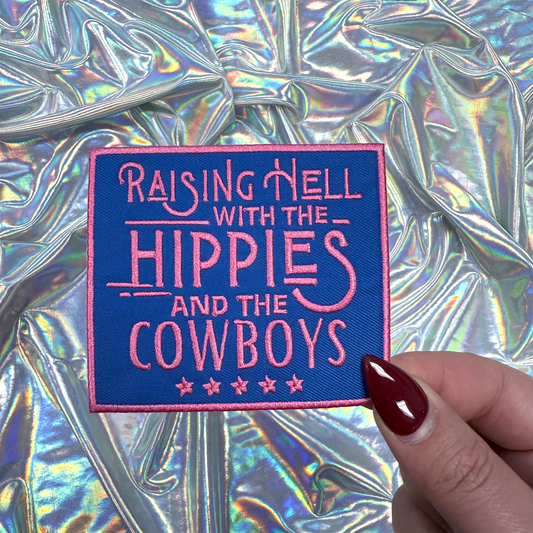 Raising Hell
with the
Hippies
and the
Cowboys